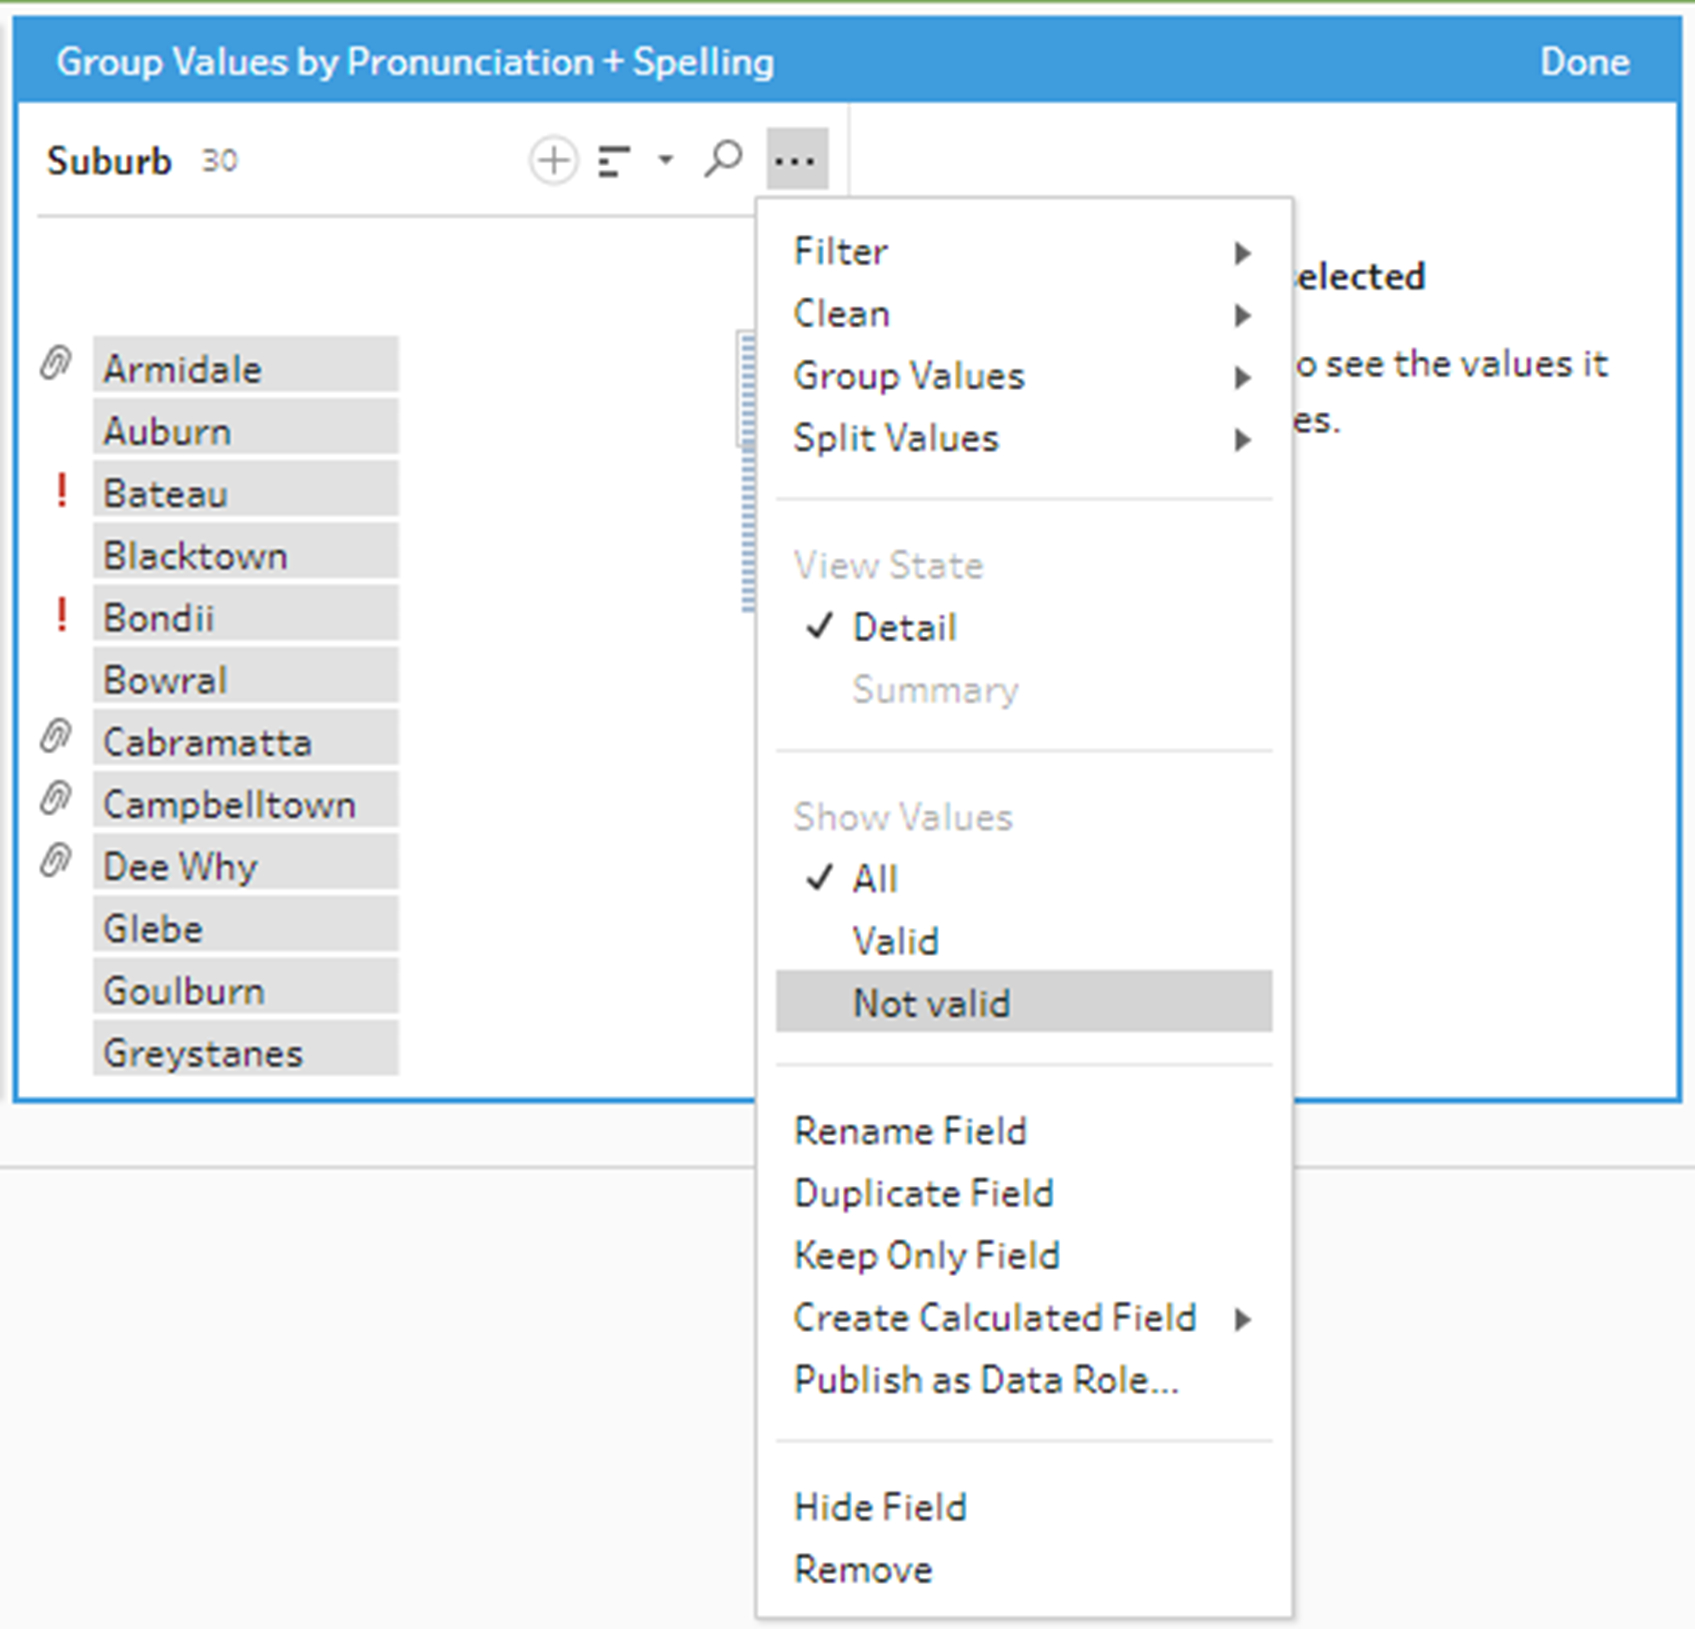 Group Values by Pronunciation + Spelling
Done
Suburb 30
Armidale
Auburn
! Bateau
Blacktown
! Bondii
Bowral
Cabramatta
Campbelltown
Dee Why
Glebe
Goulburn
Greystanes
Filter
Clean
Group Values
Split Values
View State
✓ Detail
Summary
Show Values
✓ All
Valid
Not valid
Rename Field
Duplicate Field
Keep Only Field
Create Calculated Field
Publish as Data Role...
Hide Field
Remove
elected
o see the values it
es.